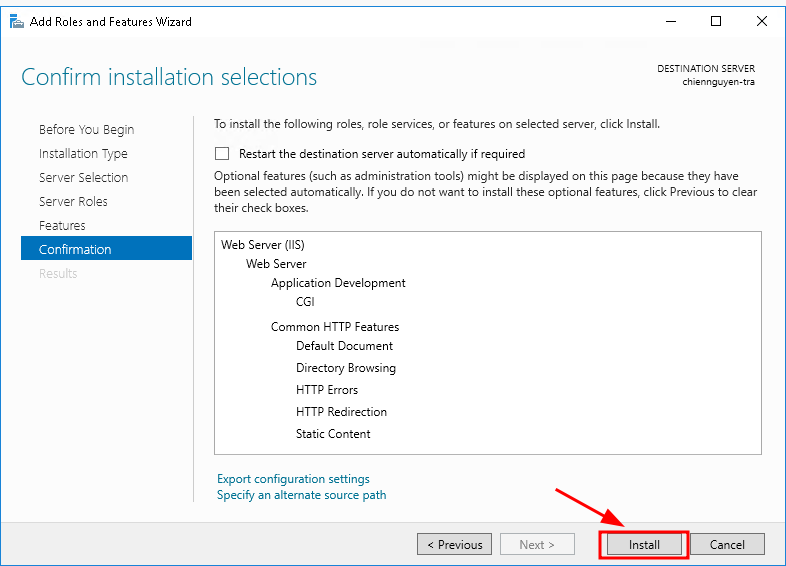 Add Roles and Features Wizard
Confirm installation selections
DESTINATION SERVER
chiennguyen-tra
Before You Begin
Installation Type
Server Selection
Server Roles
Features
Confirmation
Results
To install the following roles, role services, or features on selected server, click Install.
Restart the destination server automatically if required
Optional features (such as administration tools) might be displayed on this page because they have
been selected automatically. If you do not want to install these optional features, click Previous to clear
their check boxes.
Web Server (IIS)
Web Server
Application Development
CGI
Common HTTP Features
Default Document
Directory Browsing
HTTP Errors
HTTP Redirection
Static Content
Export configuration settings
Specify an alternate source path
< Previous
Next >
Install
Cancel